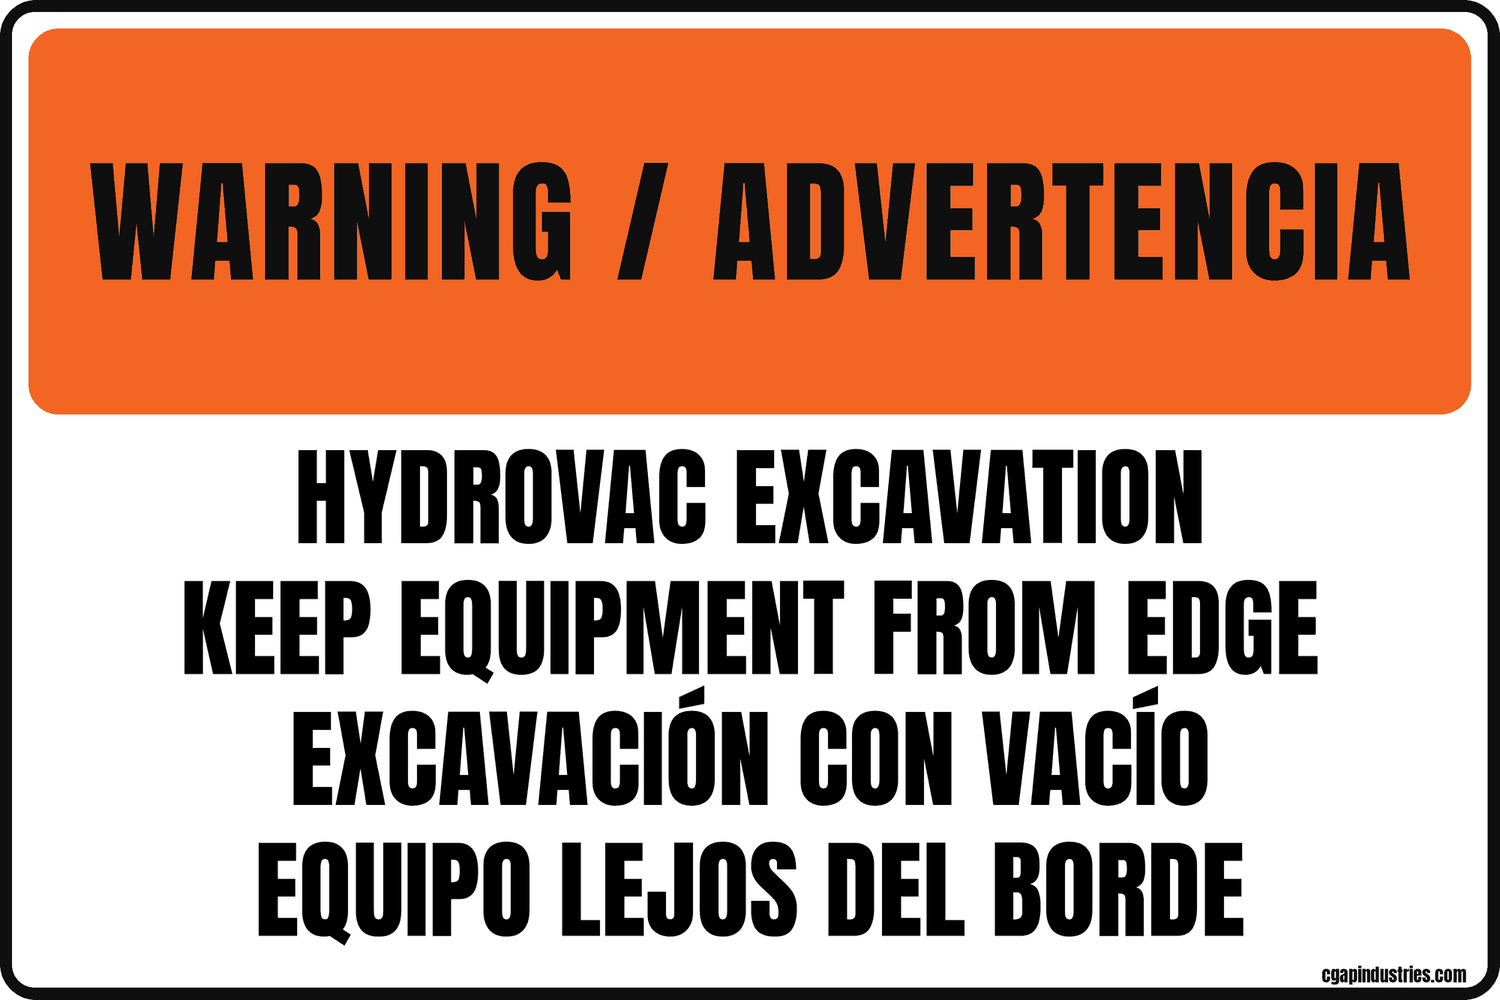 WARNING / ADVERTENCIA
HYDROVAC EXCAVATION
KEEP EQUIPMENT FROM EDGE
EXCAVACIÓN CON VACÍO
EQUIPO LEJOS DEL BORDE
cgapindustries.com